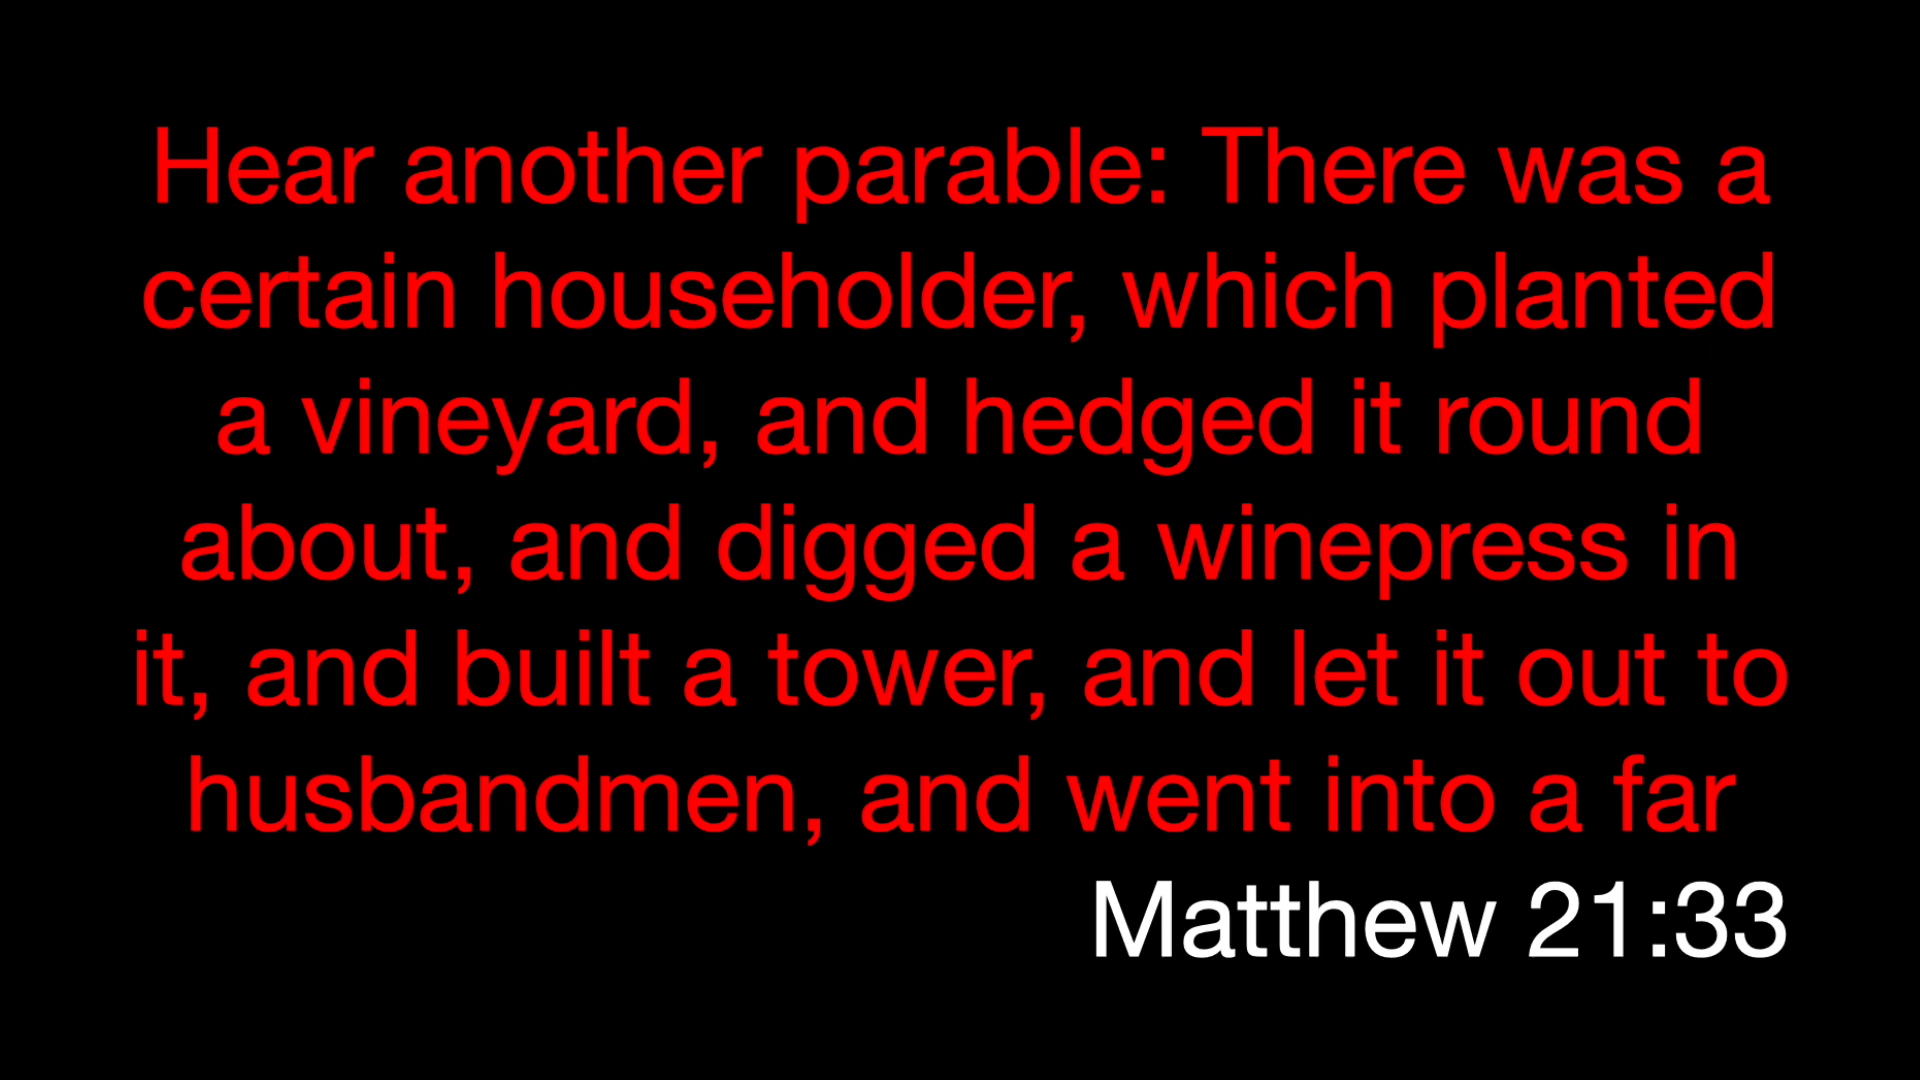 Hear another parable: There was a
certain householder, which planted
a vineyard, and hedged it round
about, and digged a winepress in
it, and built a tower, and let it out to
husbandmen, and went into a far
Matthew 21:33